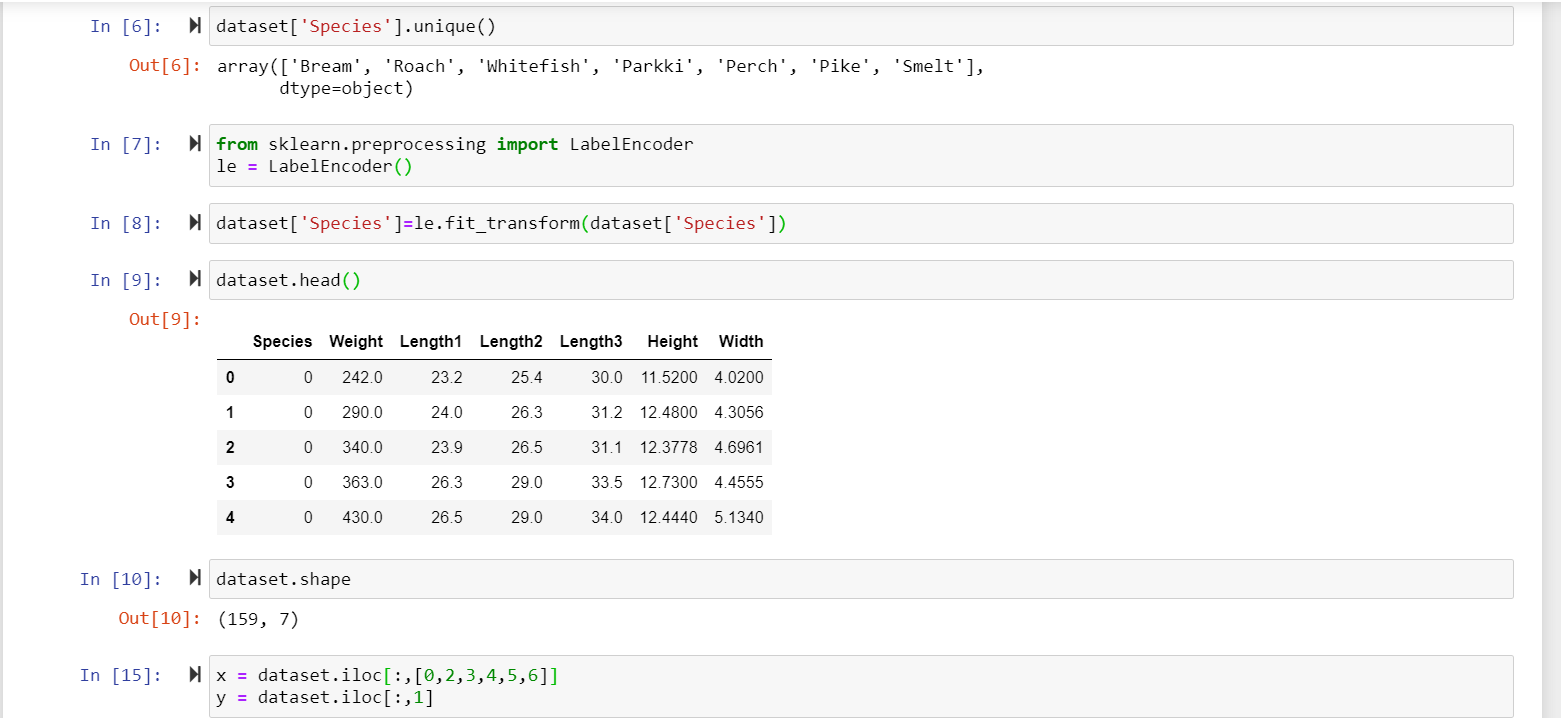 In [6]: dataset['Species'].unique()
Out[6]: array(['Bream', 'Roach', 'Whitefish', 'Parkki', 'Perch', 'Pike', 'Smelt'],
dtype=object)
In [7]: from sklearn.preprocessing import LabelEncoder
le = LabelEncoder()
In [8]: dataset['Species']=le.fit_transform(dataset['Species'])
In [9]: dataset.head()
Out[9]:
Species Weight Length1 Length2 Length3 Height Width
0 0 242.0 23.2 25.4 30.0 11.5200 4.0200
1 0 290.0 24.0 26.3 31.2 12.4800 4.3056
2 0 340.0 23.9 26.5 31.1 12.3778 4.6961
3 0 363.0 26.3 29.0 33.5 12.7300 4.4555
4 0 430.0 26.5 29.0 34.0 12.4440 5.1340
In [10]: dataset.shape
Out[10]: (159, 7)
In [15]: x = dataset.iloc[:,[0,2,3,4,5,6]]
y = dataset.iloc[:,1]